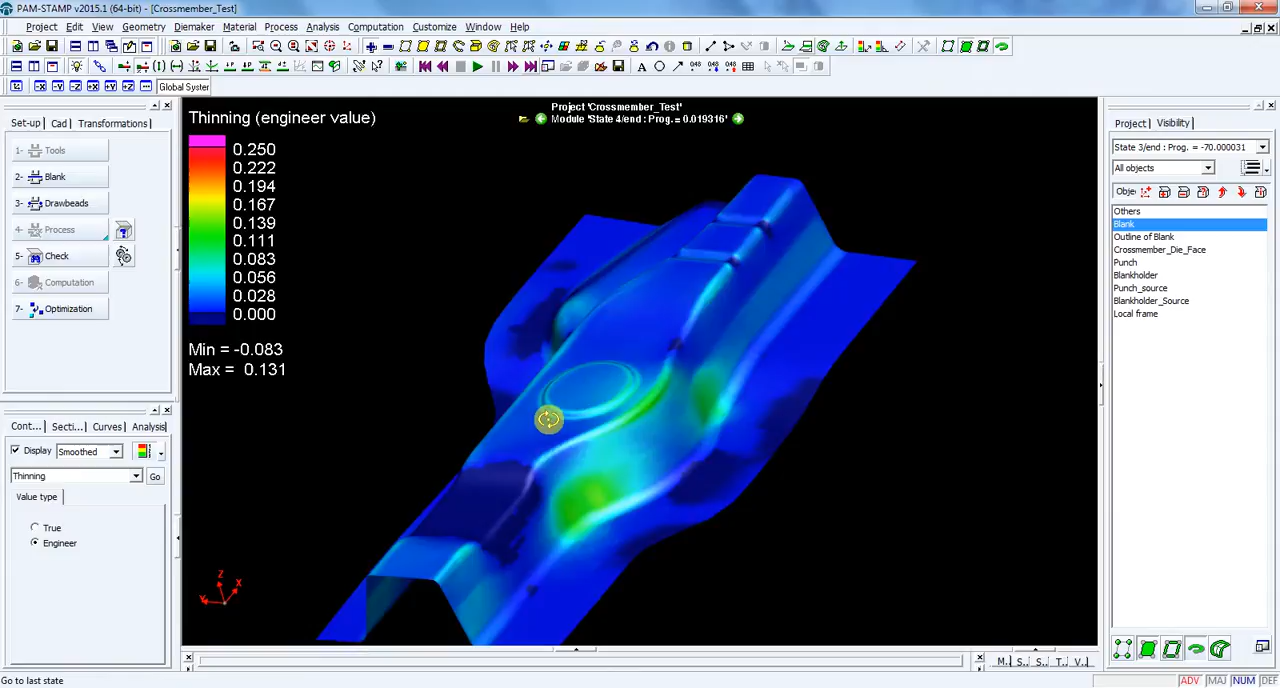 PAM-STAMP v2015.1 (64-bit) - [Crossmember_Test]
Project Edit View Geometry Diemaker Material Process Analysis Computation Customize Window Help
Global Syster
Set-up Cad Transformations
1- Tools
2- Blank
3- Drawbeads
4- Process
5- Check
6- Computation
7- Optimization
Cont... Secti... Curves Analysis
Display Smoothed
Thinning Go
Value type
True
Engineer
Thinning (engineer value)
0.250
0.222
0.194
0.167
0.139
0.111
0.083
0.056
0.028
0.000
Min = -0.083
Max = 0.131
Project 'Crossmember_Test'
Module 'State 4/end : Prog. = 0.019316'
Z
X
Y
Project Visibility
State 3/end : Prog. = -70.000031
All objects
Obje
Others
Blank
Outline of Blank
Crossmember_Die_Face
Punch
Blankholder
Punch_source
Blankholder_Source
Local frame
M.. S.. S.. T.. V..
Go to last state
ADV MAJ NUM DEF